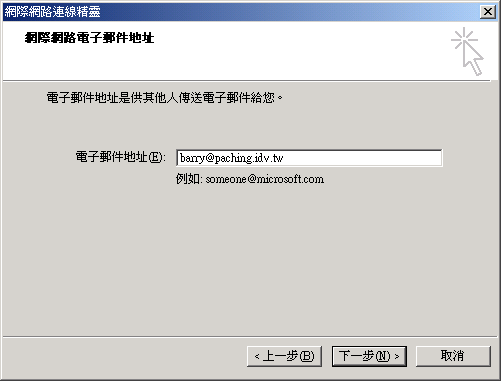 網際網路連線精靈
網際網路電子郵件地址
電子郵件地址是供其他人傳送電子郵件給您。
電子郵件地址(E): barry@paching.idv.tw
例如: someone@microsoft.com
< 上一步(B) 下一步(N) > 取消